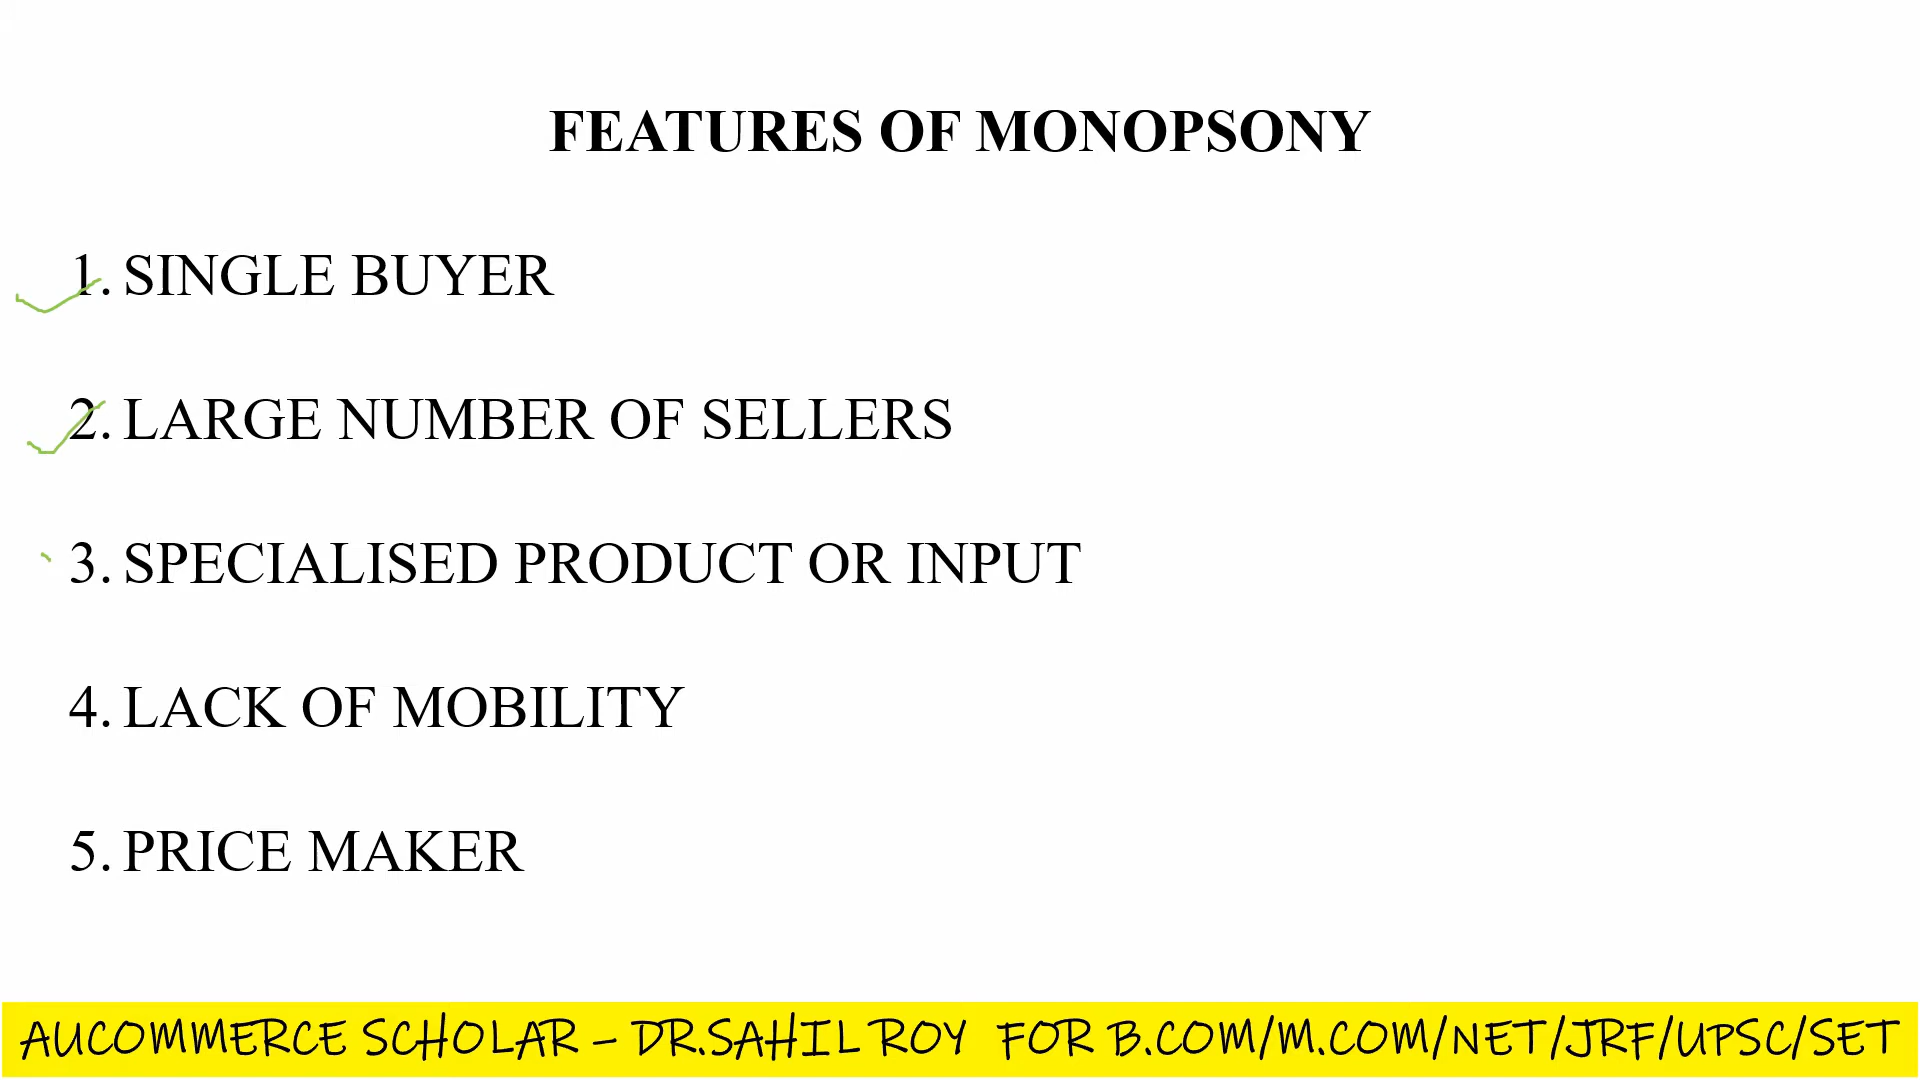 FEATURES OF MONOPSONY
1. SINGLE BUYER
2. LARGE NUMBER OF SELLERS
3. SPECIALISED PRODUCT OR INPUT
4. LACK OF MOBILITY
5. PRICE MAKER
AUCOMMERCE SCHOLAR – DR.SAHIL ROY FOR B.COM/M.COM/NET/JRF/UPSC/SET